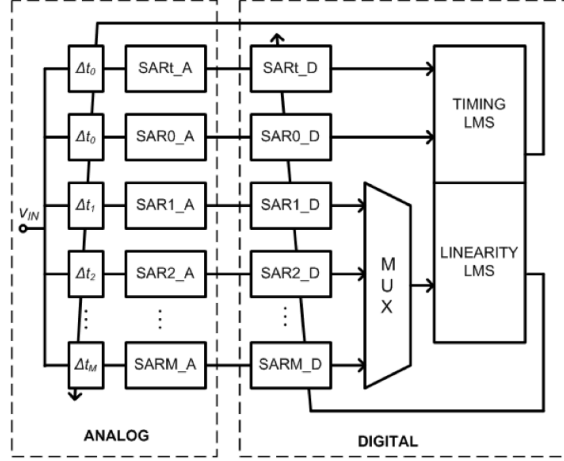 Δt0 SARt_A SARt_D
TIMING
LMS
Δt0 SAR0_A SAR0_D
Δt1 SAR1_A SAR1_D
VIN
Δt2 SAR2_A SAR2_D
M
U
X
LINEARITY
LMS
ΔtM SARM_A SARM_D
ANALOG
DIGITAL